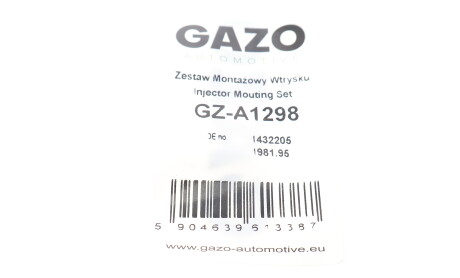 GAZO
AUTOMOTIVE
Zestaw Montażowy Wtrysku
Injector Mouting Set
GZ-A1298
OE no 1432205
1981.95
5 904639 613387
www.gazo-automotive.eu